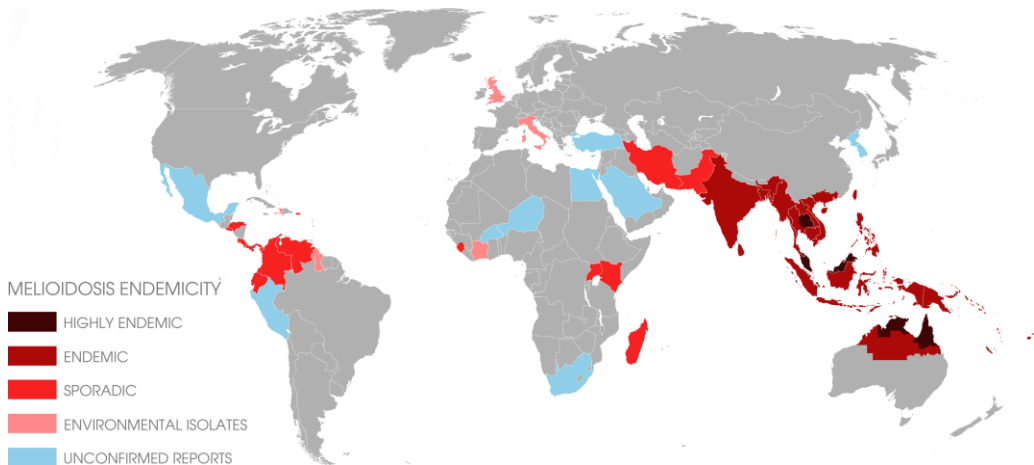 MELIOIDOSIS ENDEMICITY
HIGHLY ENDEMIC
ENDEMIC
SPORADIC
ENVIRONMENTAL ISOLATES
UNCONFIRMED REPORTS